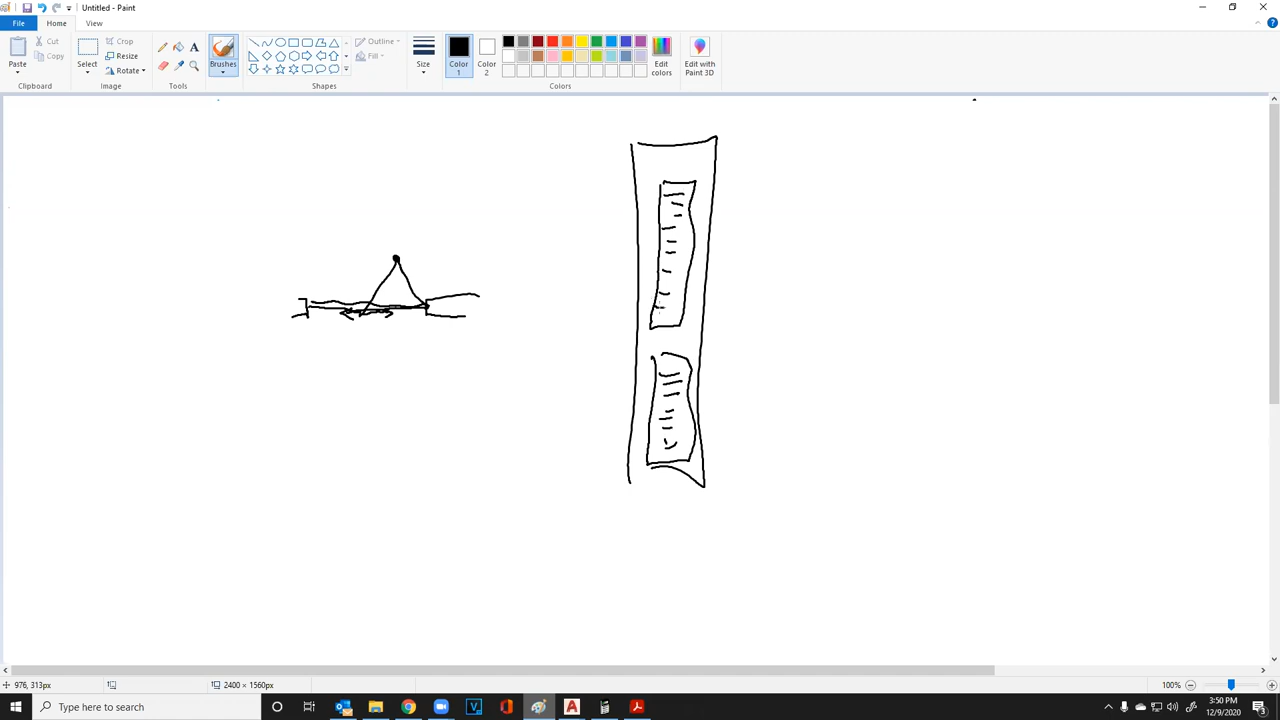 Untitled - Paint
File Home View
Paste
Cut
Copy
Clipboard
Select
Crop
Resize
Rotate
Image
A
Tools
Brushes
Outline
Fill
Shapes
Size
Color 1
Color 2
Edit colors
Colors
Edit with Paint 3D
976, 313px
2400 × 1560px
100%
Type here to search
3:50 PM
12/9/2020